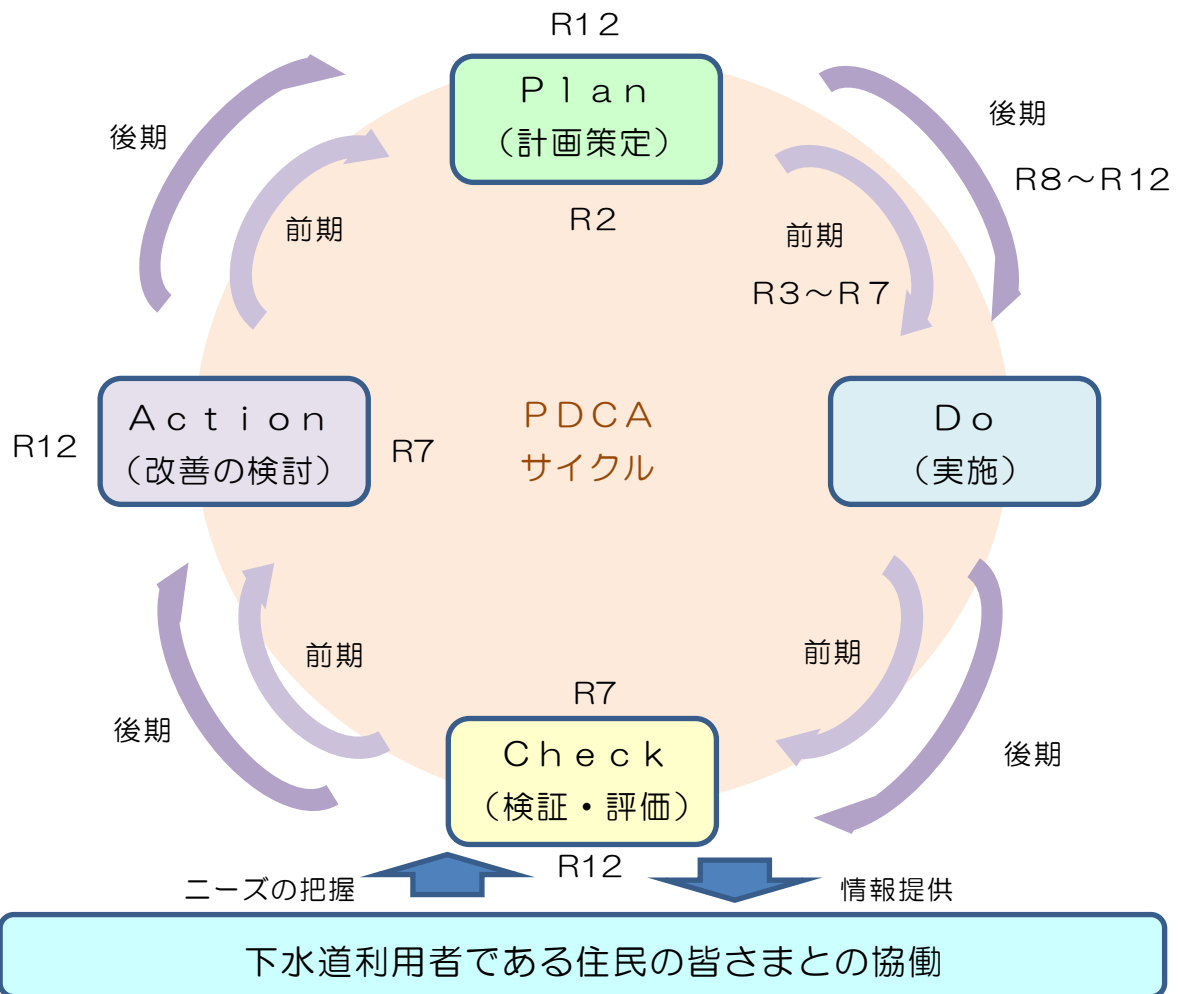 R12
Ｐｌａｎ
（計画策定）
R2
後期
前期
後期
R8～R12
前期
R3～R７
Ａｃｔｉｏｎ
（改善の検討）
R12
R7
ＰＤＣＡ
サイクル
Ｄｏ
（実施）
前期
後期
前期
後期
R7
Ｃｈｅｃｋ
（検証・評価）
R12
ニーズの把握
情報提供
下水道利用者である住民の皆さまとの協働